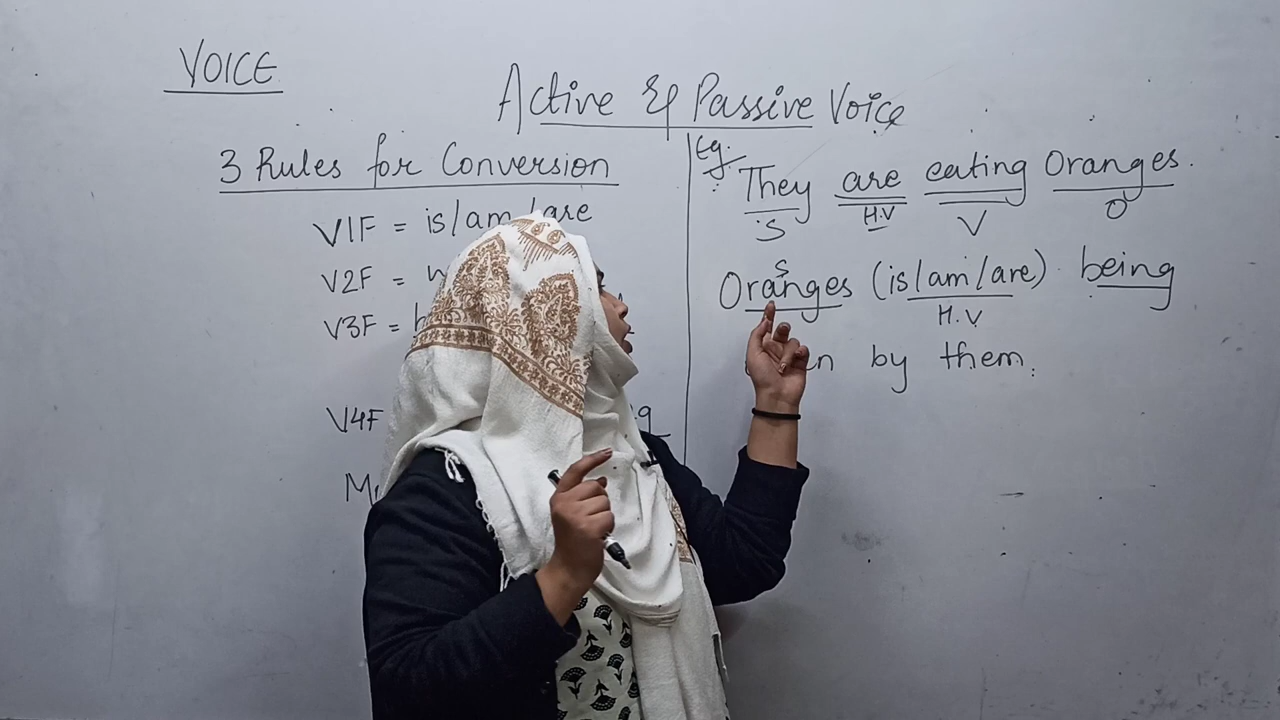 VOICE
Active & Passive Voice
3 Rules for Conversion
V1F = is/am/are
V2F =
V3F =
V4F
Eg.
They are eating Oranges.
S H.V V O
S
Oranges (is/am/are) being
H.V
by them.